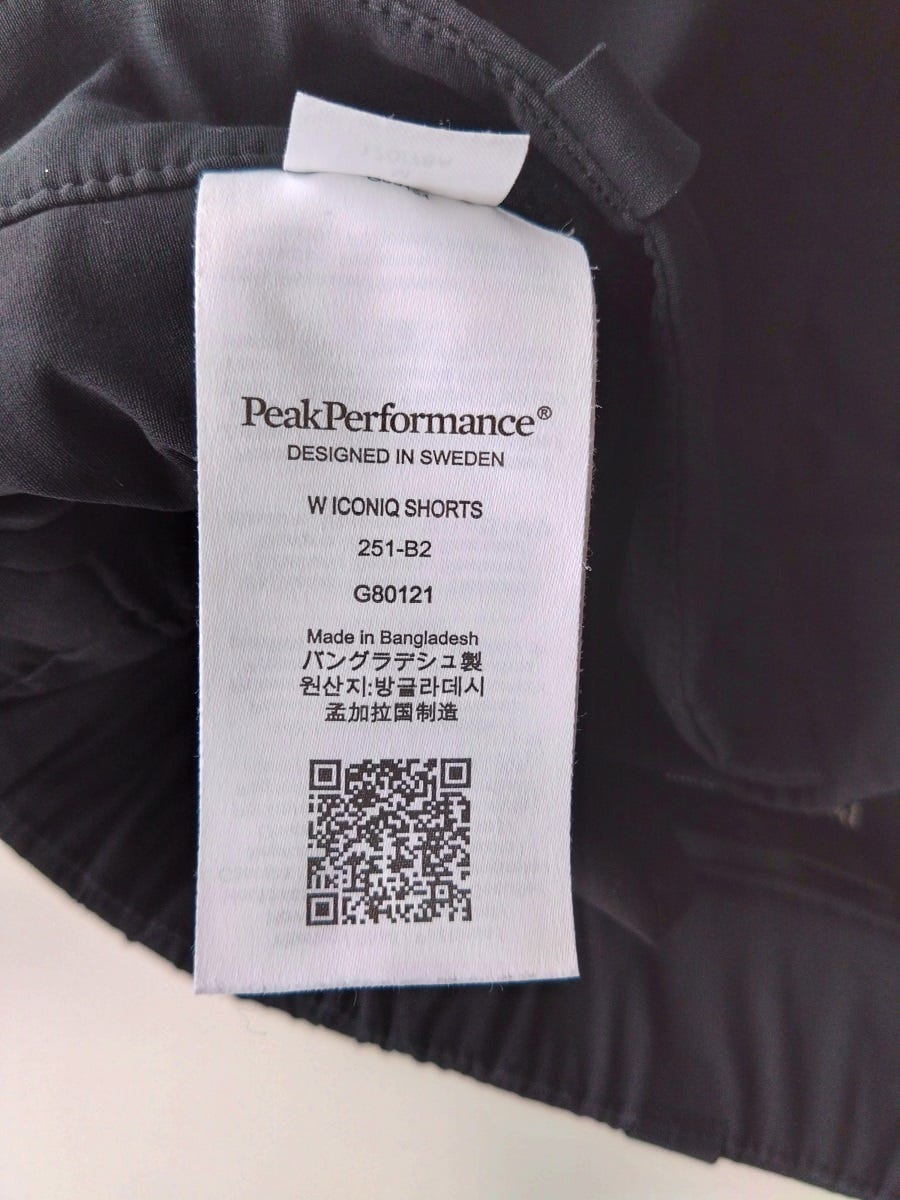 PeakPerformance®
DESIGNED IN SWEDEN
W ICONIQ SHORTS
251-B2
G80121
Made in Bangladesh
バングラデシュ製
원산지:방글라데시
孟加拉国制造